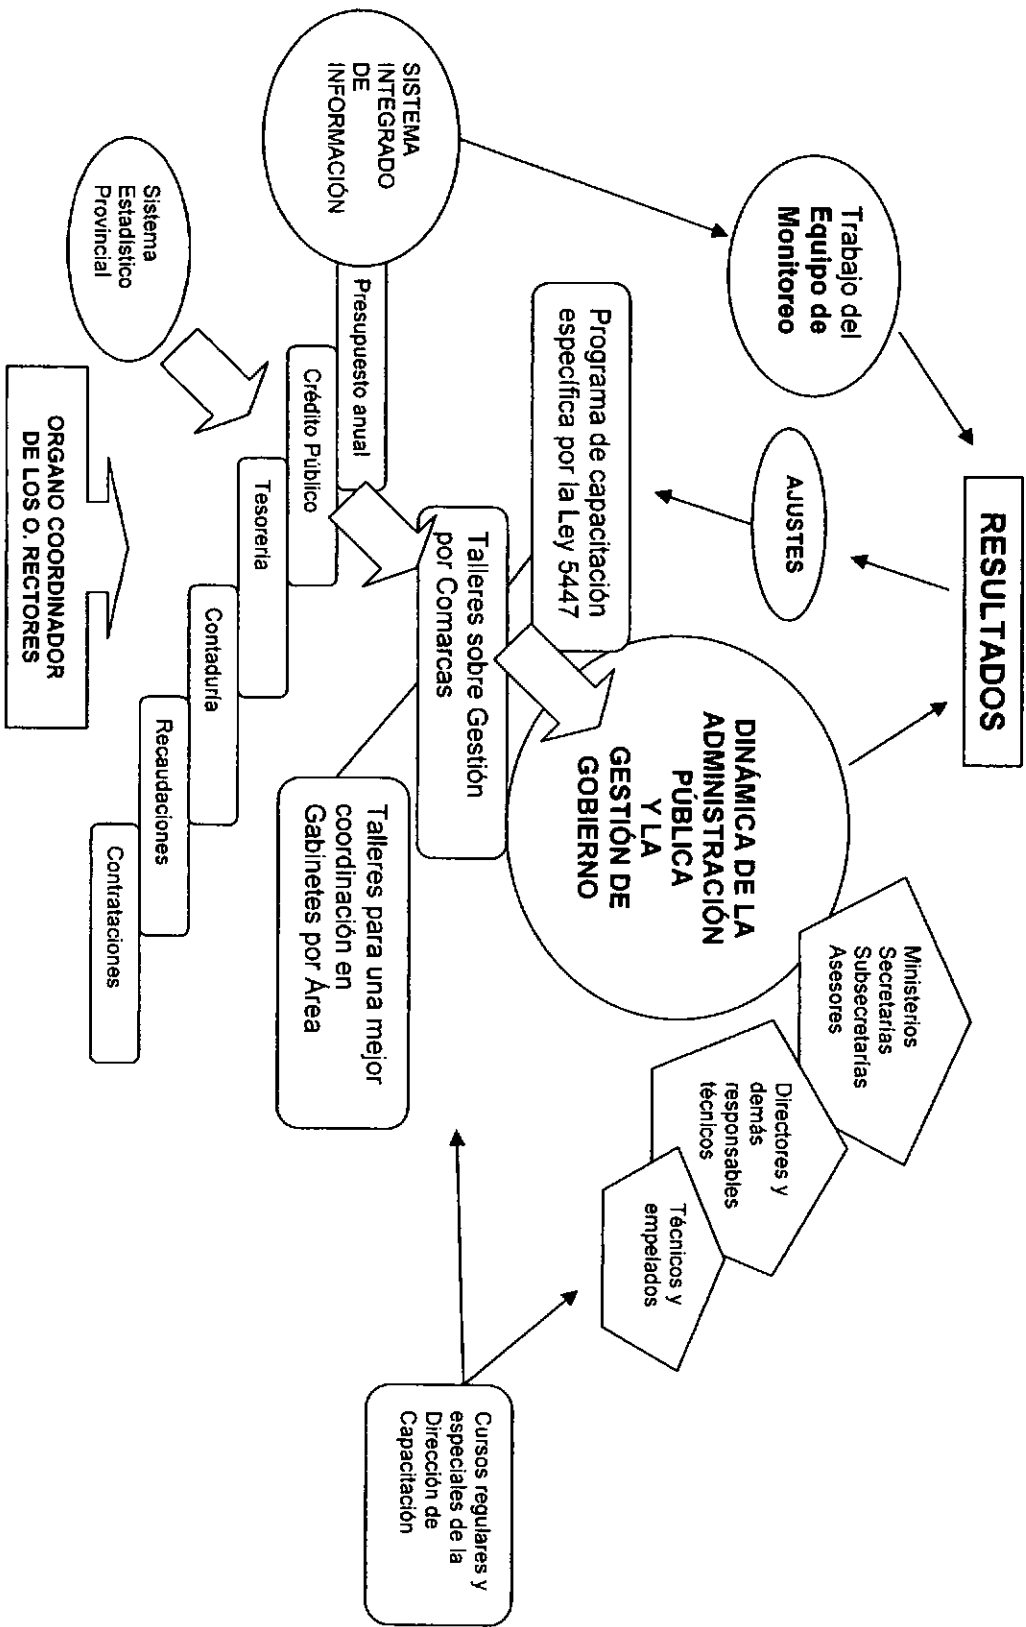 RESULTADOS
Trabajo del
Equipo de
Monitoreo
AJUSTES
SISTEMA
INTEGRADO
DE
INFORMACIÓN
Programa de capacitación
específica por la Ley 5447
DINÁMICA DE LA
ADMINISTRACIÓN
PÚBLICA
Y LA
GESTIÓN DE
GOBIERNO
Ministerios
Secretarías
Subsecretarías
Asesores
Directores y
demás
responsables
técnicos
Técnicos y
empelados
Talleres sobre Gestión
por Comarcas
Talleres para una mejor
coordinación en
Gabinetes por Área
Cursos regulares y
especiales de la
Dirección de
Capacitación
Presupuesto anual
Crédito Público
Tesorería
Contaduría
Recaudaciones
Contrataciones
Sistema
Estadístico
Provincial
ORGANO COORDINADOR
DE LOS O. RECTORES